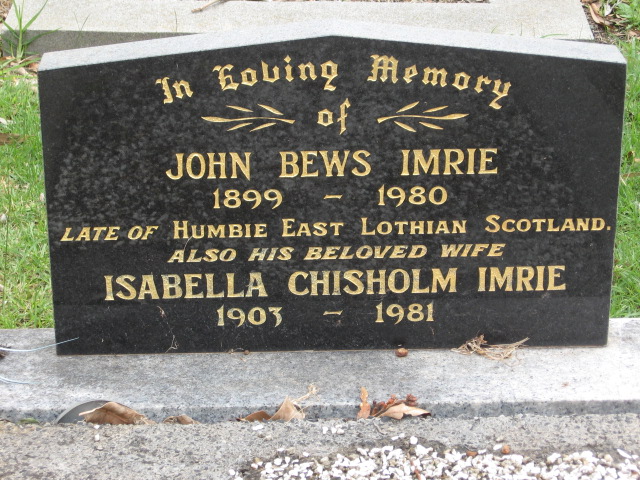 In Loving Memory
of
JOHN BEWS IMRIE
1899 - 1980
LATE OF HUMBIE EAST LOTHIAN SCOTLAND.
ALSO HIS BELOVED WIFE
ISABELLA CHISHOLM IMRIE
1903 - 1981